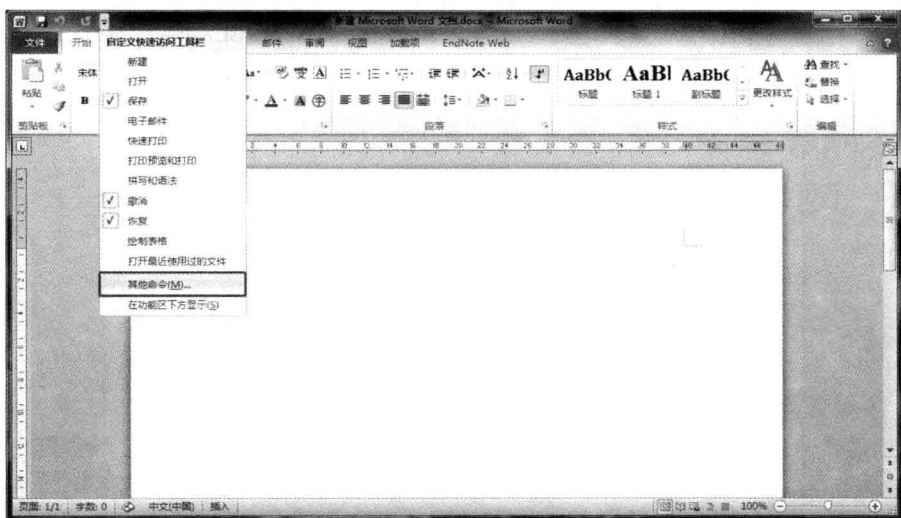 新建 Microsoft Word 文档.docx - Microsoft Word
文件 开始 自定义快速访问工具栏 邮件 审阅 视图 加载项 EndNote Web
新建
打开
保存
电子邮件
快速打印
打印预览和打印
拼写和语法
撤消
恢复
绘制表格
打开最近使用过的文件
其他命令(M)...
在功能区下方显示(S)
粘贴
宋体
B
剪贴板
段落
AaBb( AaBl AaBb(
标题 标题 1 副标题
更改样式
样式
查找
替换
选择
编辑
页面: 1/1 字数: 0 中文(中国) 插入 100%